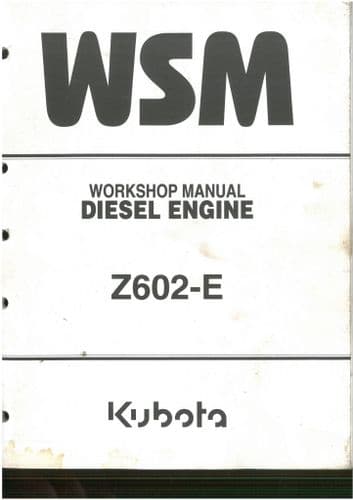 WSM
WORKSHOP MANUAL
DIESEL ENGINE
Z602-E
Kubota